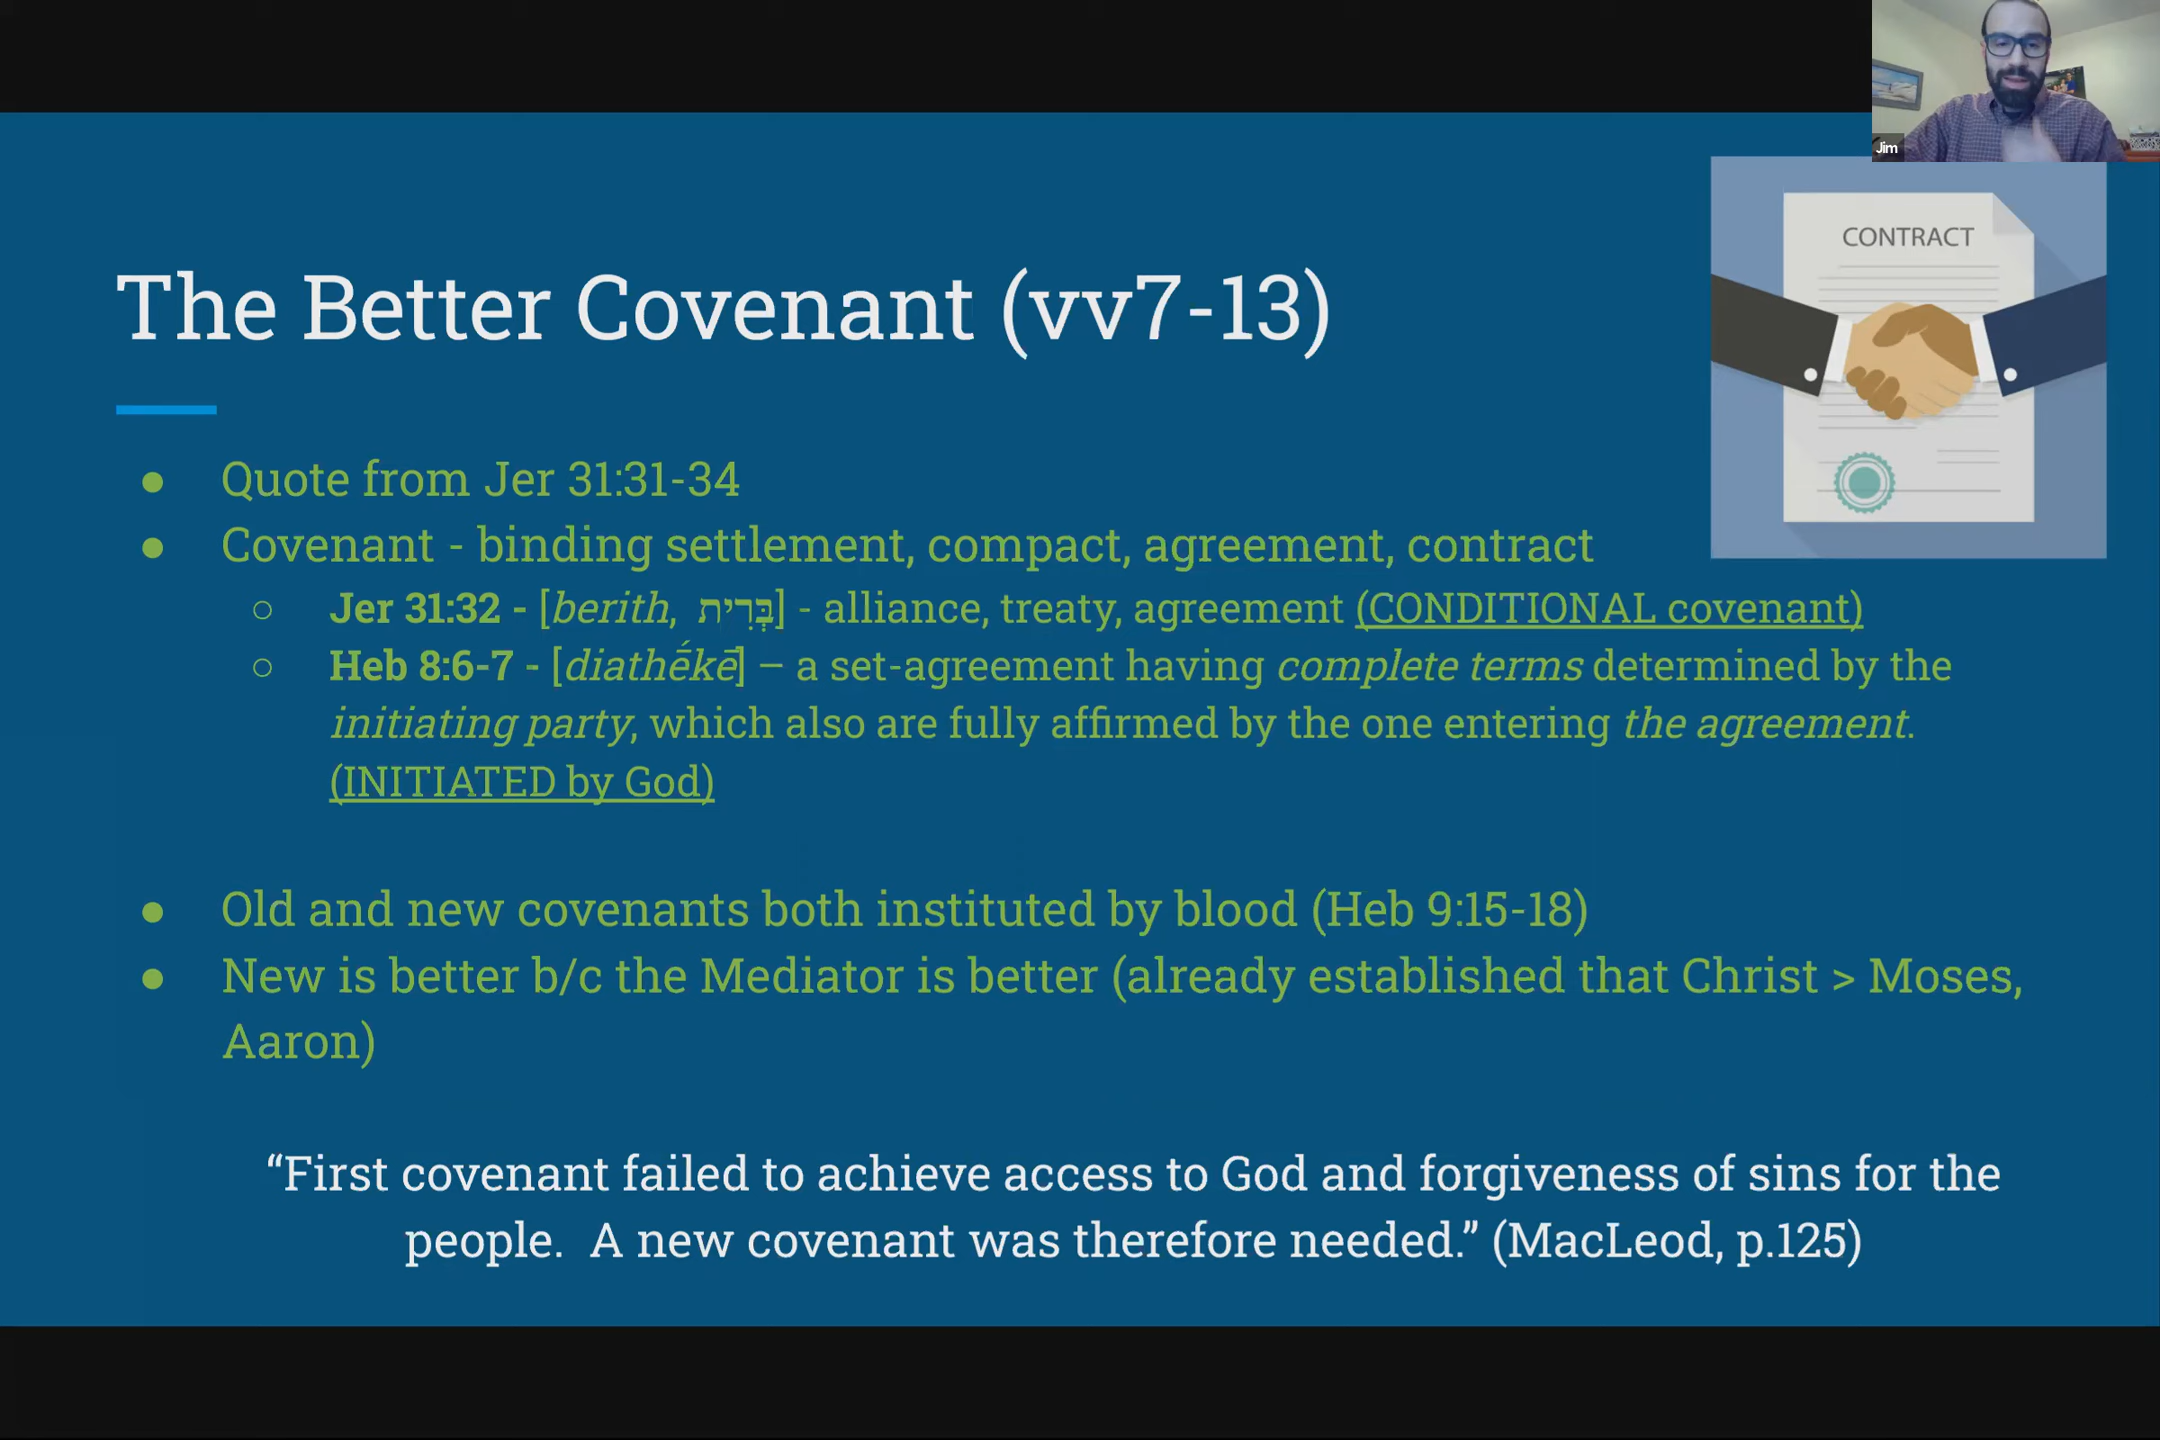 Jim
CONTRACT
The Better Covenant (vv7-13)
● Quote from Jer 31:31-34
● Covenant - binding settlement, compact, agreement, contract
○ Jer 31:32 - [berith, בְּרִית] - alliance, treaty, agreement (CONDITIONAL covenant)
○ Heb 8:6-7 - [diathḗkē] – a set-agreement having complete terms determined by the
initiating party, which also are fully affirmed by the one entering the agreement.
(INITIATED by God)
● Old and new covenants both instituted by blood (Heb 9:15-18)
● New is better b/c the Mediator is better (already established that Christ > Moses,
Aaron)
“First covenant failed to achieve access to God and forgiveness of sins for the
people.  A new covenant was therefore needed.” (MacLeod, p.125)